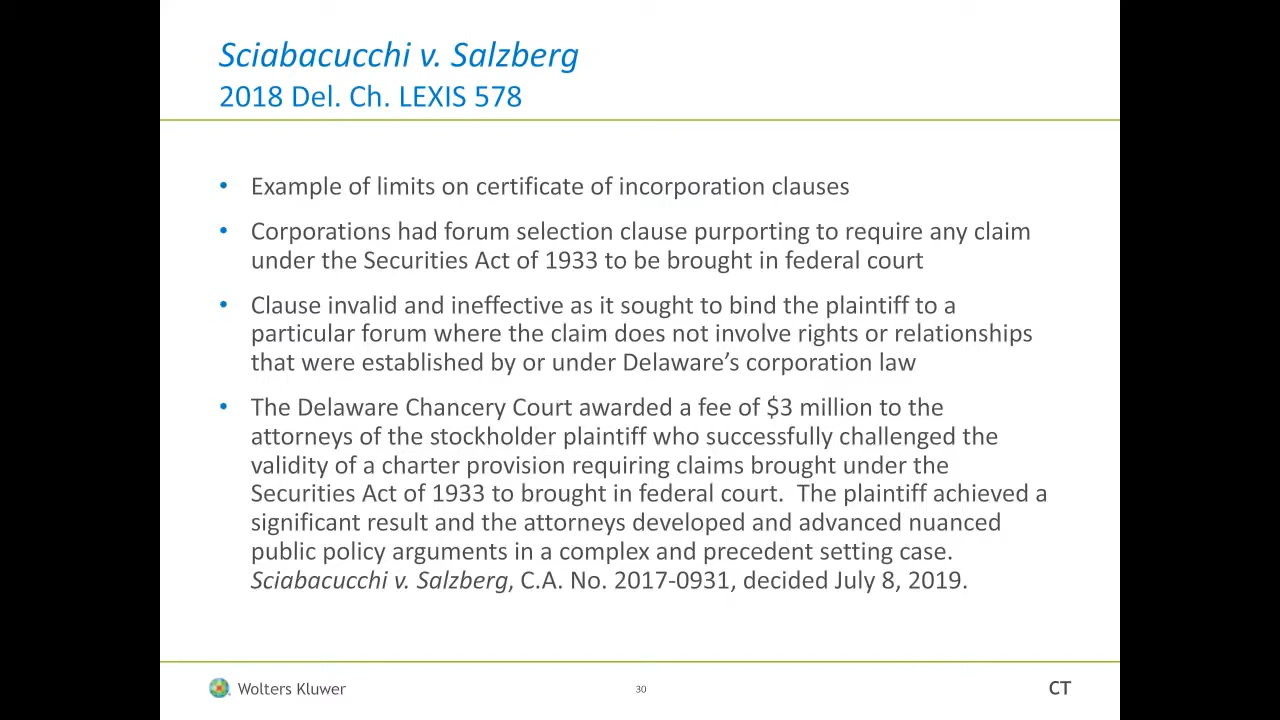 Sciabacucchi v. Salzberg
2018 Del. Ch. LEXIS 578
• Example of limits on certificate of incorporation clauses
• Corporations had forum selection clause purporting to require any claim
under the Securities Act of 1933 to be brought in federal court
• Clause invalid and ineffective as it sought to bind the plaintiff to a
particular forum where the claim does not involve rights or relationships
that were established by or under Delaware’s corporation law
• The Delaware Chancery Court awarded a fee of $3 million to the
attorneys of the stockholder plaintiff who successfully challenged the
validity of a charter provision requiring claims brought under the
Securities Act of 1933 to brought in federal court.  The plaintiff achieved a
significant result and the attorneys developed and advanced nuanced
public policy arguments in a complex and precedent setting case.
Sciabacucchi v. Salzberg, C.A. No. 2017-0931, decided July 8, 2019.
Wolters Kluwer
30
CT